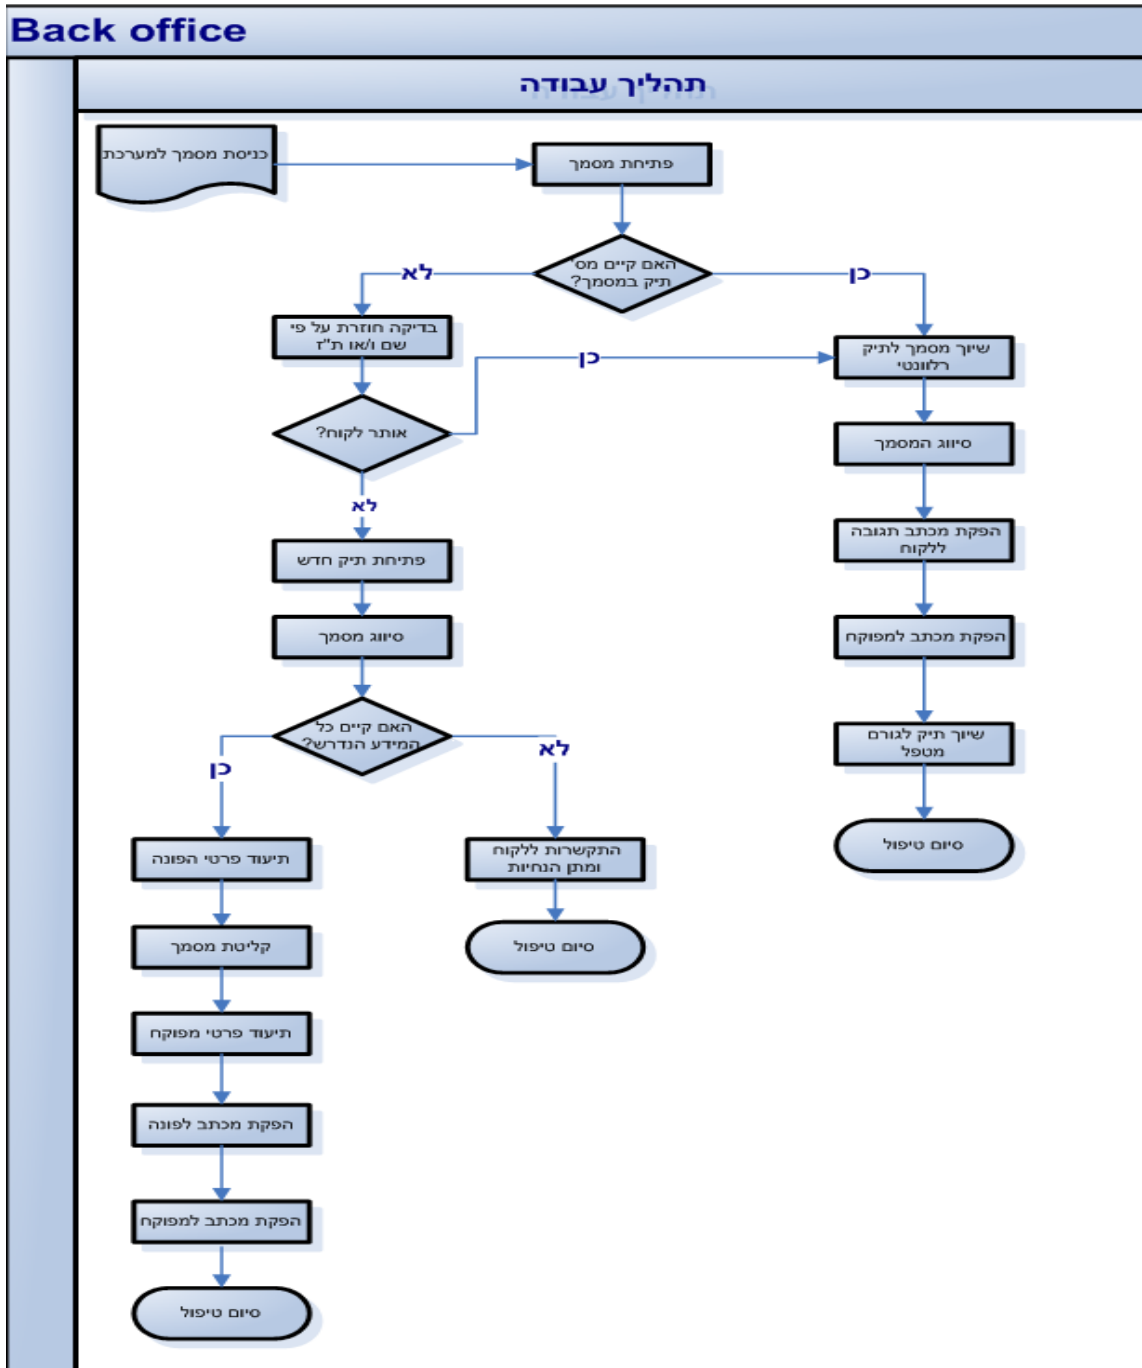 Back office
תהליך עבודה
כניסת מסמך למערכת
פתיחת מסמך
האם קיים מס'
תיק במסמך?
לא
כן
בדיקה חוזרת על פי
שם ו/או ת"ז
שיוך מסמך לתיק
רלוונטי
כן
אותר לקוח?
סיווג המסמך
לא
הפקת מכתב תגובה
ללקוח
פתיחת תיק חדש
סיווג מסמך
הפקת מכתב למפוקח
האם קיים כל
המידע הנדרש?
שיוך תיק לגורם
מטפל
לא
כן
סיום טיפול
התקשרות ללקוח
ומתן הנחיות
תיעוד פרטי הפונה
סיום טיפול
קליטת מסמך
תיעוד פרטי מפוקח
הפקת מכתב לפונה
הפקת מכתב למפוקח
סיום טיפול